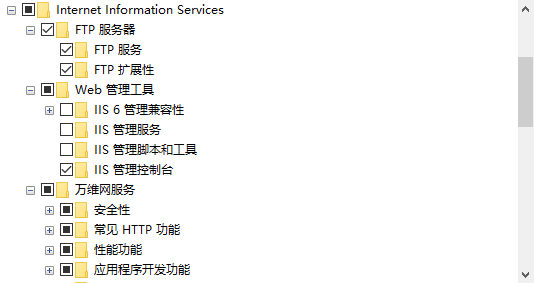 Internet Information Services
FTP 服务器
FTP 服务
FTP 扩展性
Web 管理工具
IIS 6 管理兼容性
IIS 管理服务
IIS 管理脚本和工具
IIS 管理控制台
万维网服务
安全性
常见 HTTP 功能
性能功能
应用程序开发功能